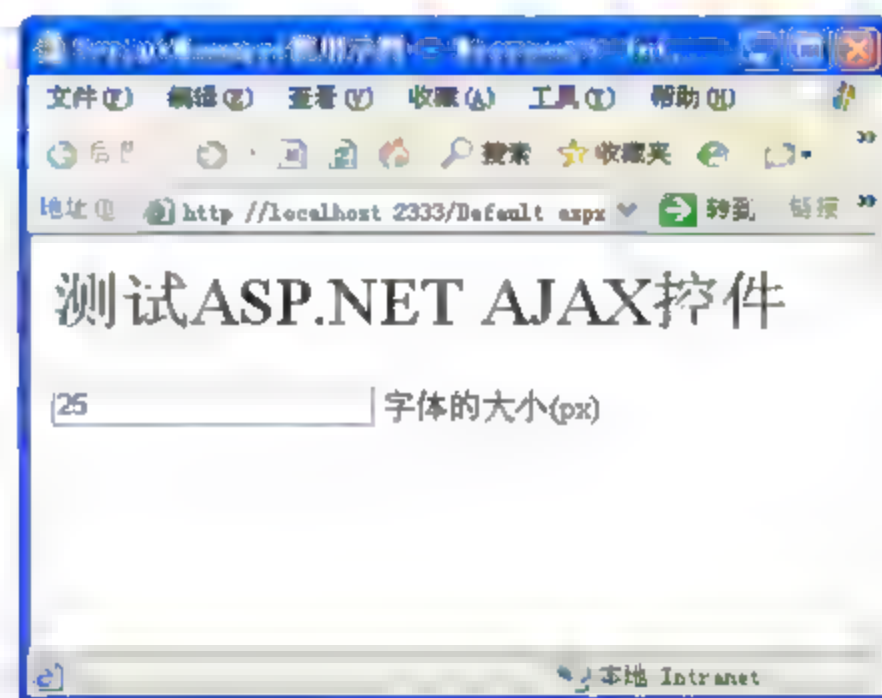 文件(F) 编辑(E) 查看(V) 收藏(A) 工具(T) 帮助(H)
后退 搜索 收藏夹
地址(D) http //localhost 2333/Default aspx 转到 链接
测试ASP.NET AJAX控件
25 字体的大小(px)
本地 Intranet